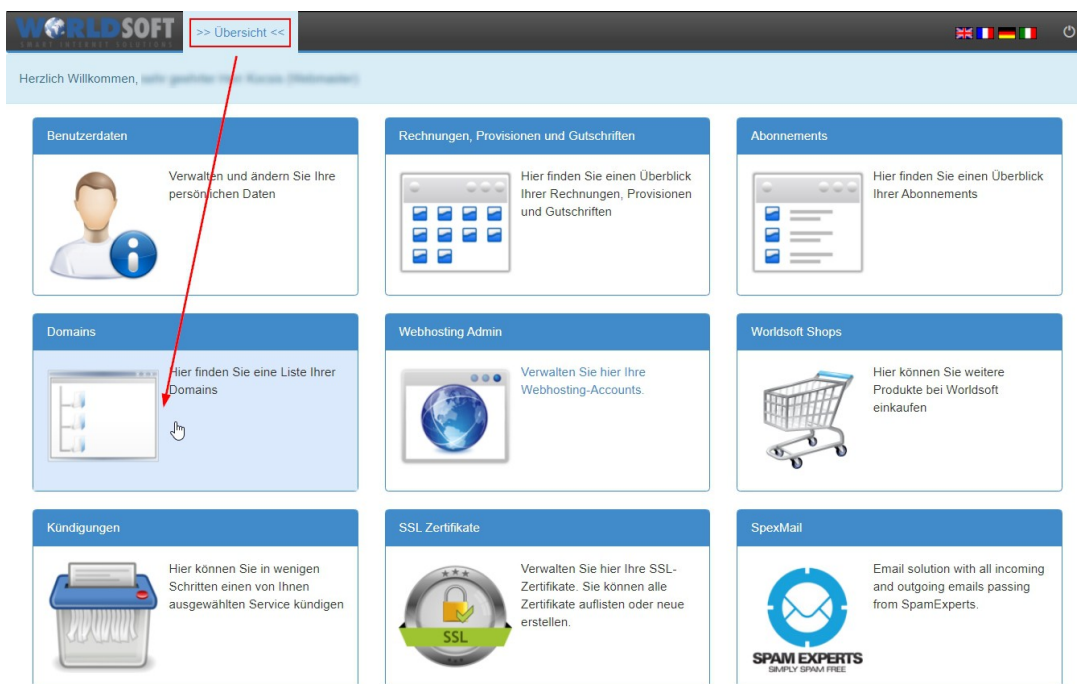 WORLDSOFT
SMART INTERNET SOLUTIONS
>> Übersicht <<
Herzlich Willkommen,
Benutzerdaten
Verwalten und ändern Sie Ihre
persönlichen Daten
Rechnungen, Provisionen und Gutschriften
Hier finden Sie einen Überblick
Ihrer Rechnungen, Provisionen
und Gutschriften
Abonnements
Hier finden Sie einen Überblick
Ihrer Abonnements
Domains
Hier finden Sie eine Liste Ihrer
Domains
Webhosting Admin
Verwalten Sie hier Ihre
Webhosting-Accounts.
Worldsoft Shops
Hier können Sie weitere
Produkte bei Worldsoft
einkaufen
Kündigungen
Hier können Sie in wenigen
Schritten einen von Ihnen
ausgewählten Service kündigen
SSL Zertifikate
Verwalten Sie hier Ihre SSL-
Zertifikate. Sie können alle
Zertifikate auflisten oder neue
erstellen.
SSL
SpexMail
Email solution with all incoming
and outgoing emails passing
from SpamExperts.
SPAM EXPERTS
SIMPLY SPAM FREE